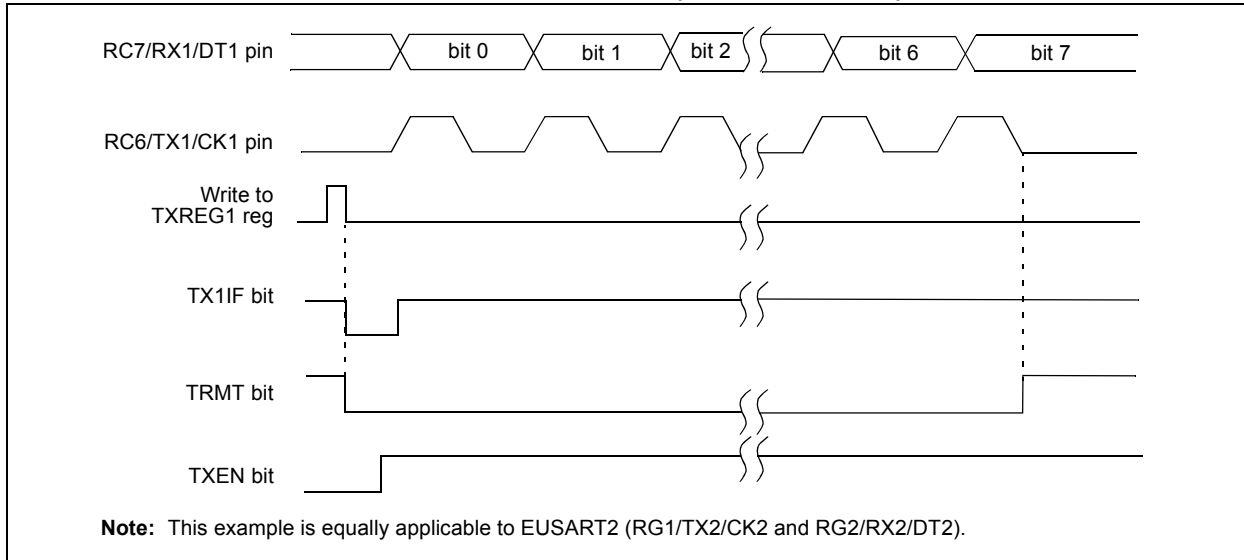 RC7/RX1/DT1 pin
bit 0
bit 1
bit 2
bit 6
bit 7
RC6/TX1/CK1 pin
Write to
TXREG1 reg
TX1IF bit
TRMT bit
TXEN bit
Note: This example is equally applicable to EUSART2 (RG1/TX2/CK2 and RG2/RX2/DT2).